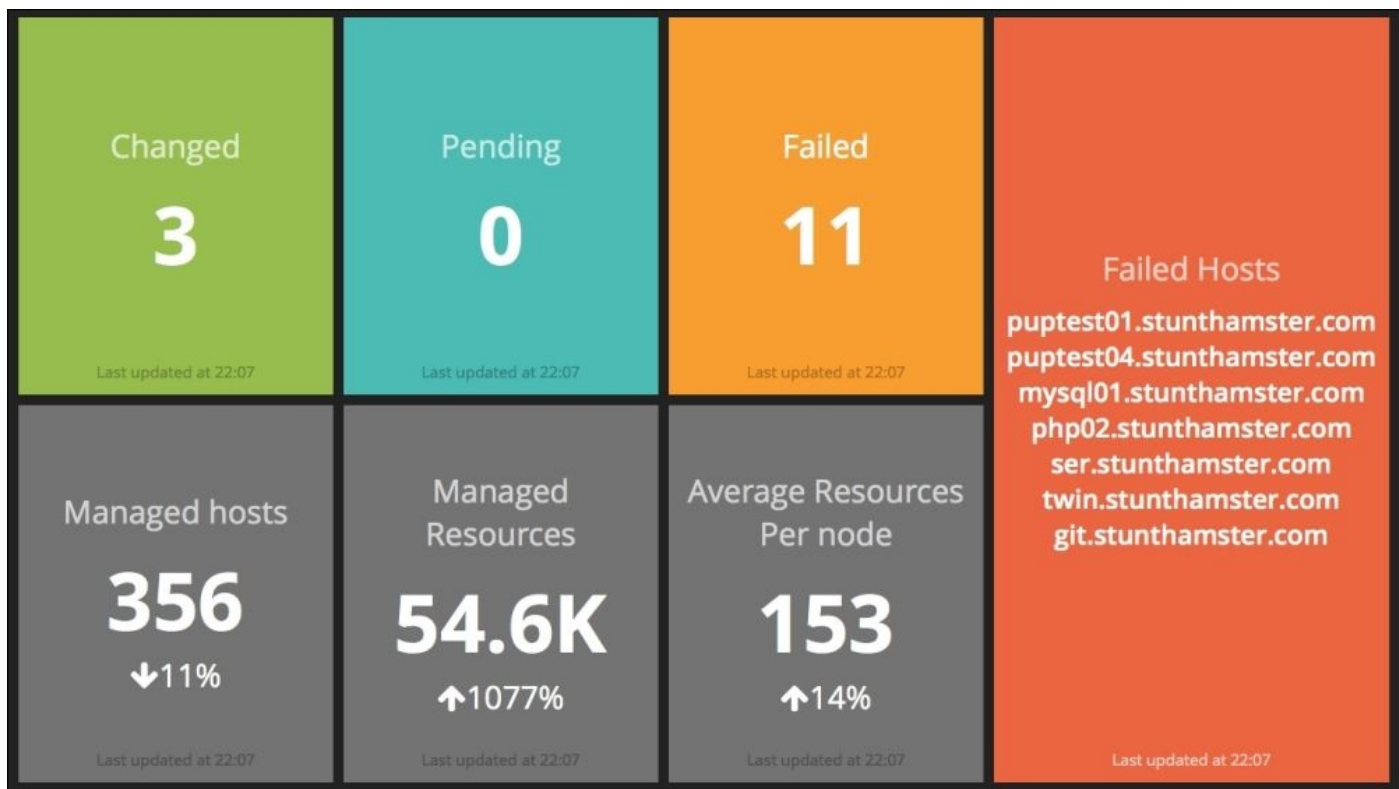 Changed
3
Last updated at 22:07
Pending
0
Last updated at 22:07
Failed
11
Last updated at 22:07
Managed hosts
356
↓11%
Last updated at 22:07
Managed
Resources
54.6K
↑1077%
Last updated at 22:07
Average Resources
Per node
153
↑14%
Last updated at 22:07
Failed Hosts
puptest01.stunthamster.com
puptest04.stunthamster.com
mysql01.stunthamster.com
php02.stunthamster.com
ser.stunthamster.com
twin.stunthamster.com
git.stunthamster.com
Last updated at 22:07